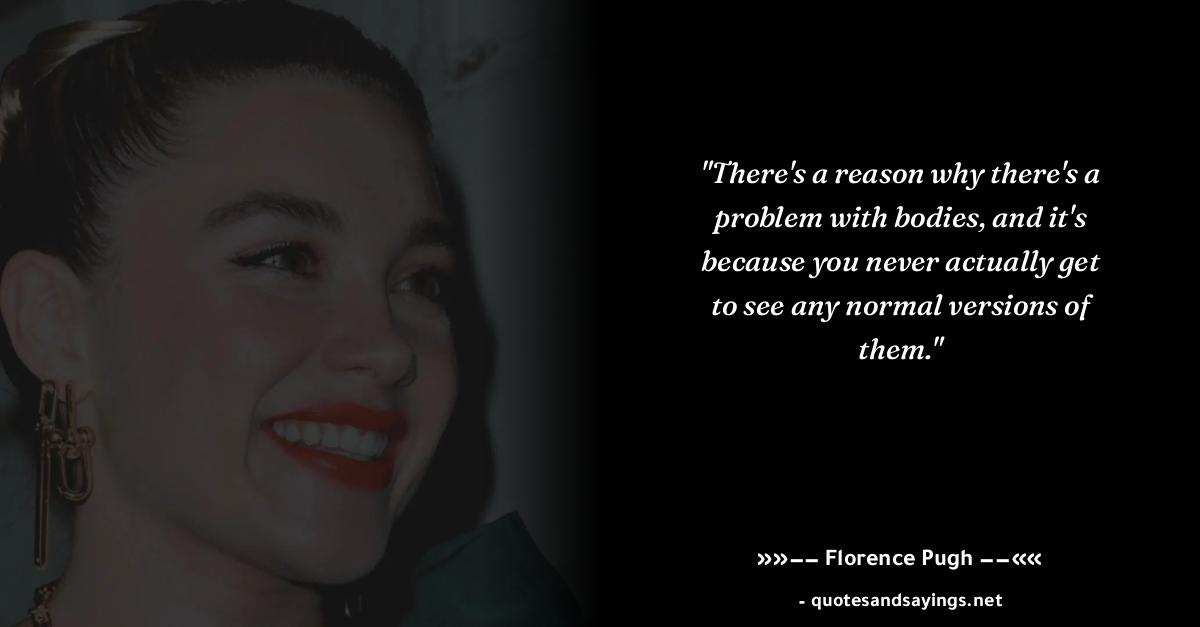 "There's a reason why there's a
problem with bodies, and it's
because you never actually get
to see any normal versions of
them."
»»−− Florence Pugh −−««
- quotesandsayings.net